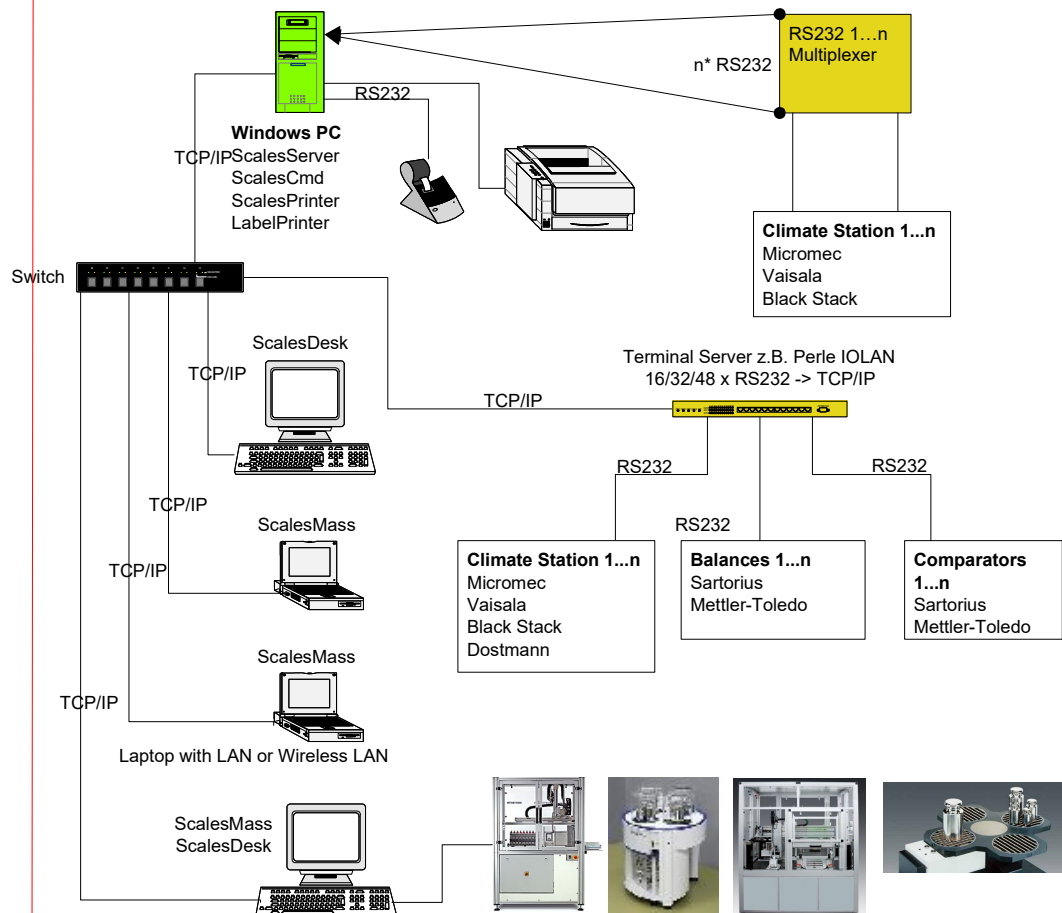 RS232 1…n
Multiplexer
n* RS232
RS232
Windows PC
TCP/IP
ScalesServer
ScalesCmd
ScalesPrinter
LabelPrinter
Climate Station 1...n
Micromec
Vaisala
Black Stack
Switch
ScalesDesk
TCP/IP
Terminal Server z.B. Perle IOLAN
16/32/48 x RS232 -> TCP/IP
TCP/IP
RS232
RS232
RS232
TCP/IP
ScalesMass
Climate Station 1...n
Micromec
Vaisala
Black Stack
Dostmann
Balances 1...n
Sartorius
Mettler-Toledo
Comparators
1...n
Sartorius
Mettler-Toledo
TCP/IP
ScalesMass
TCP/IP
Laptop with LAN or Wireless LAN
ScalesMass
ScalesDesk